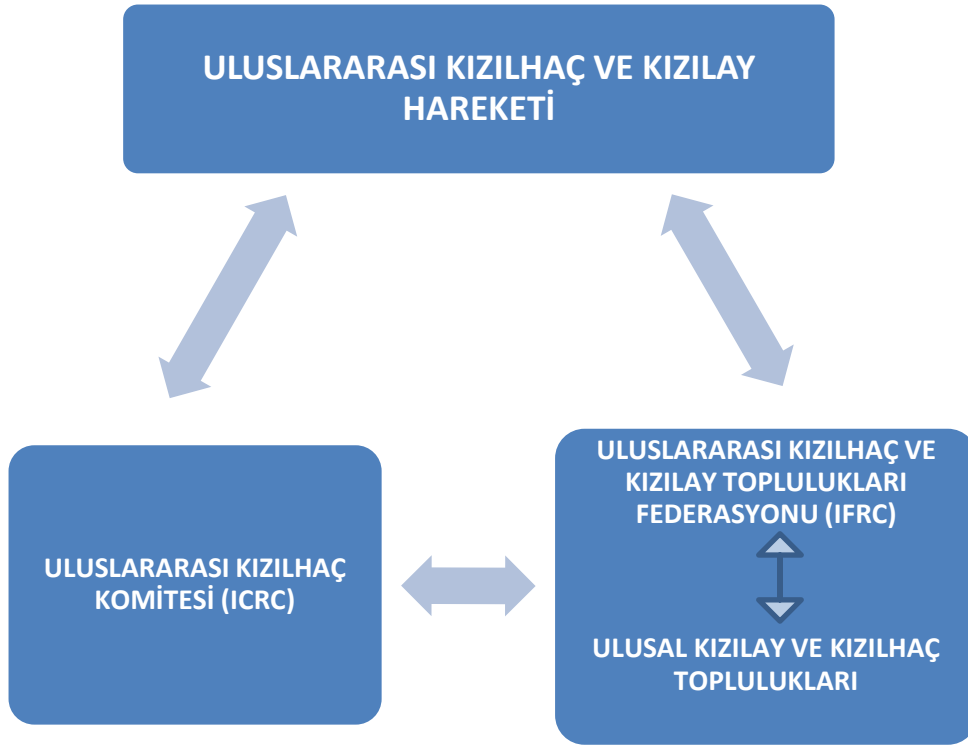 ULUSLARARASI KIZILHAÇ VE KIZILAY
HAREKETİ
ULUSLARARASI KIZILHAÇ
KOMİTESİ (ICRC)
ULUSLARARASI KIZILHAÇ VE
KIZILAY TOPLULUKLARI
FEDERASYONU (IFRC)
ULUSAL KIZILAY VE KIZILHAÇ
TOPLULUKLARI